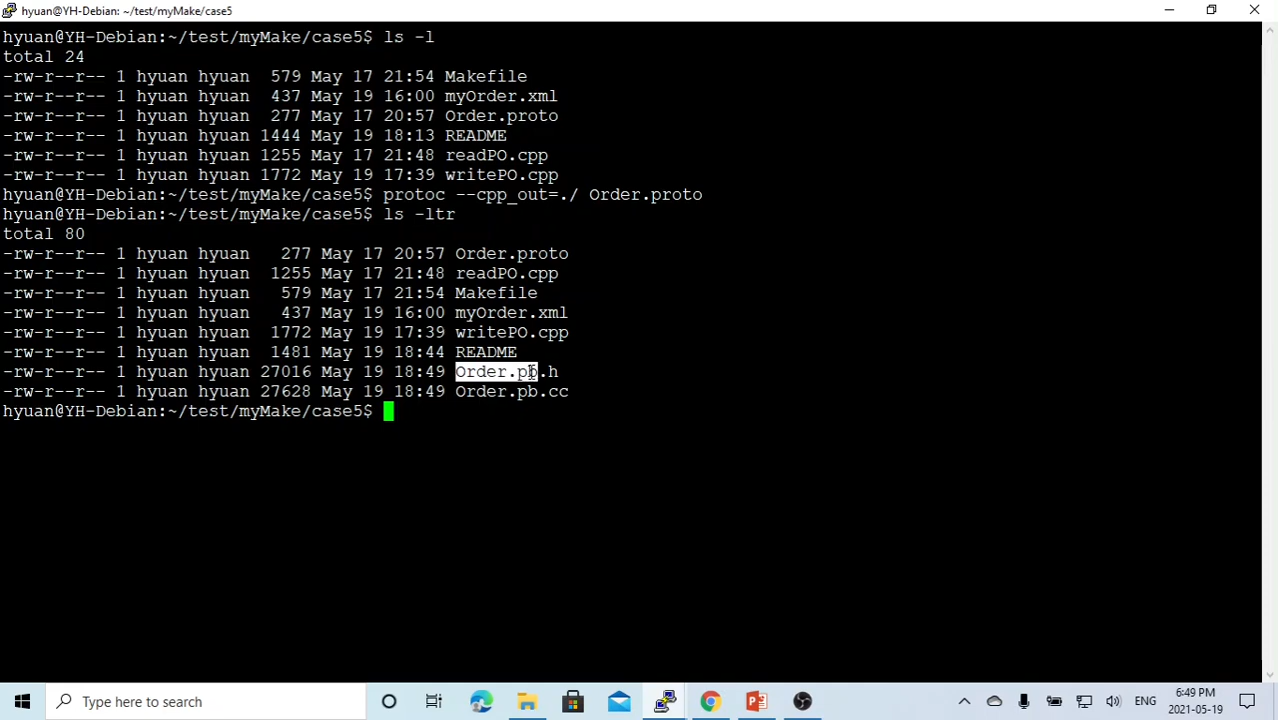 hyuan@YH-Debian: ~/test/myMake/case5
hyuan@YH-Debian:~/test/myMake/case5$ ls -l
total 24
-rw-r--r-- 1 hyuan hyuan  579 May 17 21:54 Makefile
-rw-r--r-- 1 hyuan hyuan  437 May 19 16:00 myOrder.xml
-rw-r--r-- 1 hyuan hyuan  277 May 17 20:57 Order.proto
-rw-r--r-- 1 hyuan hyuan 1444 May 19 18:13 README
-rw-r--r-- 1 hyuan hyuan 1255 May 17 21:48 readPO.cpp
-rw-r--r-- 1 hyuan hyuan 1772 May 19 17:39 writePO.cpp
hyuan@YH-Debian:~/test/myMake/case5$ protoc --cpp_out=./ Order.proto
hyuan@YH-Debian:~/test/myMake/case5$ ls -ltr
total 80
-rw-r--r-- 1 hyuan hyuan   277 May 17 20:57 Order.proto
-rw-r--r-- 1 hyuan hyuan  1255 May 17 21:48 readPO.cpp
-rw-r--r-- 1 hyuan hyuan   579 May 17 21:54 Makefile
-rw-r--r-- 1 hyuan hyuan   437 May 19 16:00 myOrder.xml
-rw-r--r-- 1 hyuan hyuan  1772 May 19 17:39 writePO.cpp
-rw-r--r-- 1 hyuan hyuan  1481 May 19 18:44 README
-rw-r--r-- 1 hyuan hyuan 27016 May 19 18:49 Order.pb.h
-rw-r--r-- 1 hyuan hyuan 27628 May 19 18:49 Order.pb.cc
hyuan@YH-Debian:~/test/myMake/case5$
Type here to search
ENG
6:49 PM
2021-05-19